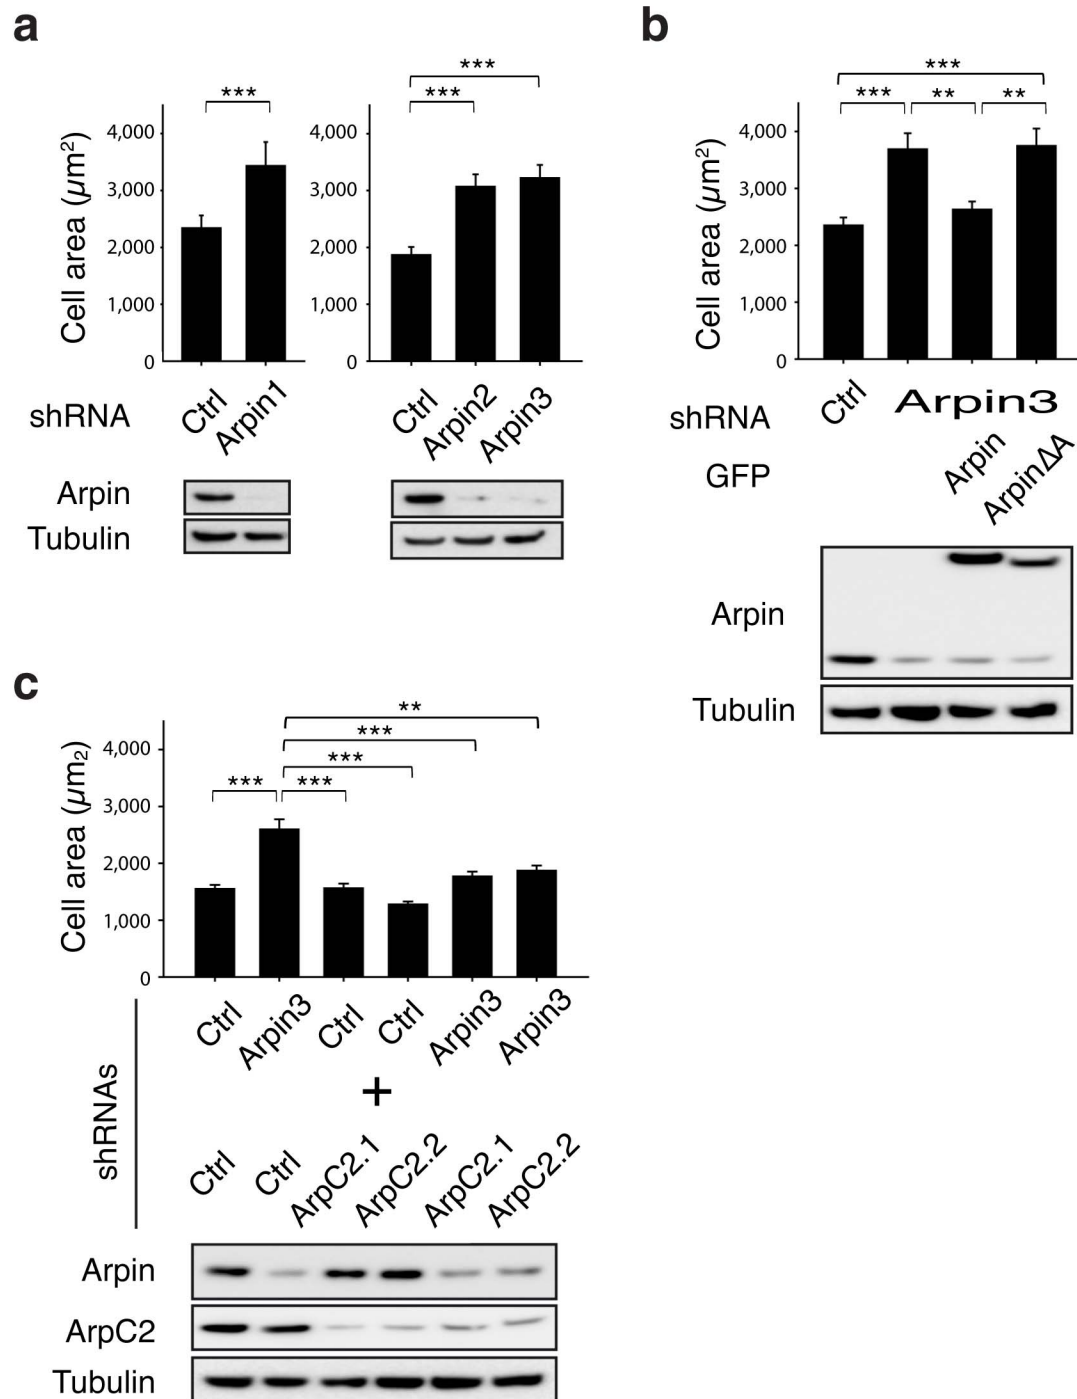 a
***
***
***
Cell area (µm²)
4,000
3,000
2,000
1,000
0
4,000
3,000
2,000
1,000
0
shRNA
Ctrl
Arpin1
Ctrl
Arpin2
Arpin3
Arpin
Tubulin
b
***
*** ** **
Cell area (µm²)
4,000
3,000
2,000
1,000
0
shRNA
Ctrl
Arpin3
GFP
Arpin
ArpinΔA
Arpin
Tubulin
c
**
***
***
*** ***
Cell area (µm₂)
4,000
3,000
2,000
1,000
0
shRNAs
Ctrl
Arpin3
Ctrl
Ctrl
Arpin3
Arpin3
+
Ctrl
Ctrl
ArpC2.1
ArpC2.2
ArpC2.1
ArpC2.2
Arpin
ArpC2
Tubulin